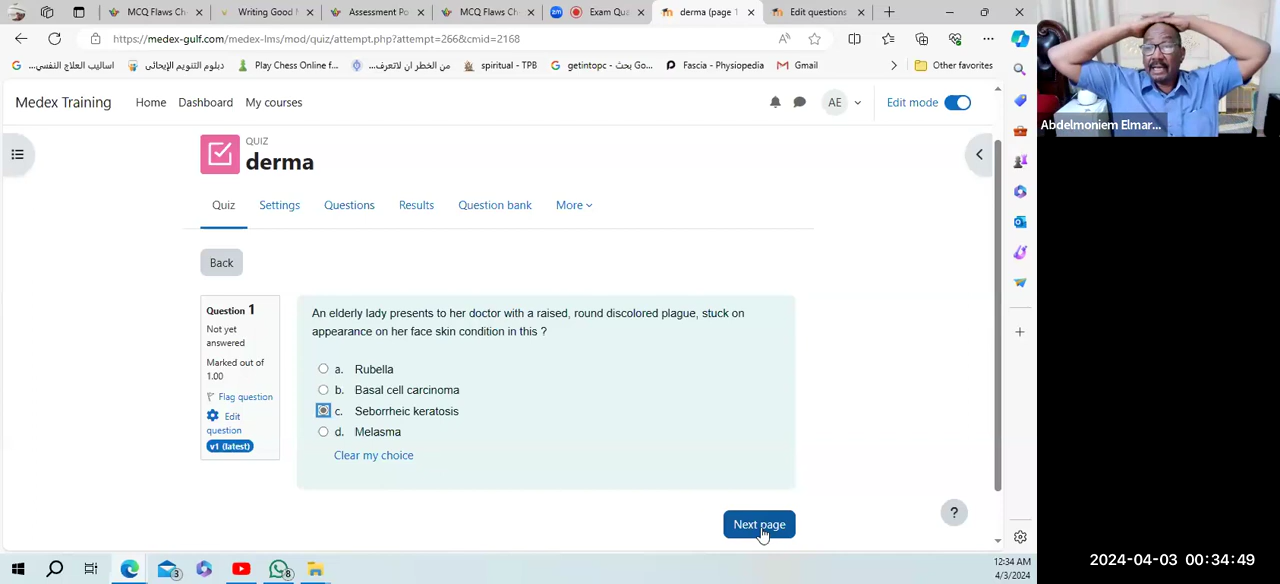 MCQ Flaws Ch
Writing Good
Assessment Po
MCQ Flaws Ch
zm
Exam Qu
derma (page 1
Edit questions
https://medex-gulf.com/medex-lms/mod/quiz/attempt.php?attempt=266&cmid=2168
اساليب العلاج النفسي...
دبلوم التنويم الإيحائي
Play Chess Online f...
من الخطر ان لاتعرف...
spiritual - TPB
getintopc - بحث Go...
Fascia - Physiopedia
Gmail
Other favorites
Medex Training
Home
Dashboard
My courses
AE
Edit mode
Abdelmoniem Elmar...
QUIZ
derma
Quiz
Settings
Questions
Results
Question bank
More
Back
Question 1
Not yet
answered
Marked out of
1.00
Flag question
Edit
question
v1 (latest)
An elderly lady presents to her doctor with a raised, round discolored plague, stuck on
appearance on her face skin condition in this ?
a. Rubella
b. Basal cell carcinoma
c. Seborrheic keratosis
d. Melasma
Clear my choice
Next page
?
3
12:34 AM
4/3/2024
2024-04-03 00:34:49